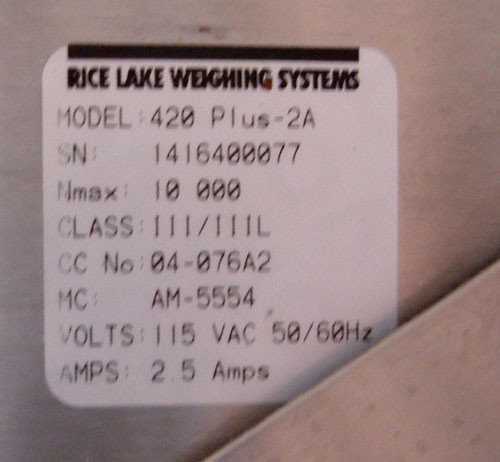 RICE LAKE WEIGHING SYSTEMS
MODEL: 420 Plus-2A
SN: 1416400077
Nmax: 10 000
CLASS: III/IIIL
CC No: 04-076A2
MC: AM-5554
VOLTS: 115 VAC 50/60Hz
AMPS: 2.5 Amps